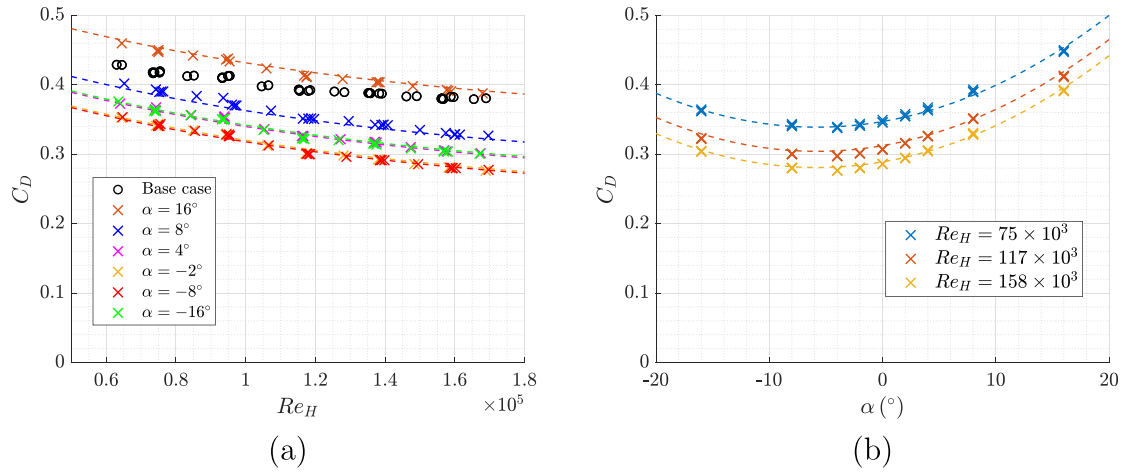 0.5
0.4
0.3
0.2
0.1
0
C_D
0.6 0.8 1 1.2 1.4 1.6 1.8
Re_H
×10^5
Base case
α = 16°
α = 8°
α = 4°
α = −2°
α = −8°
α = −16°
(a)
0.5
0.4
0.3
0.2
0.1
0
C_D
-20 -10 0 10 20
α (°)
Re_H = 75 × 10^3
Re_H = 117 × 10^3
Re_H = 158 × 10^3
(b)